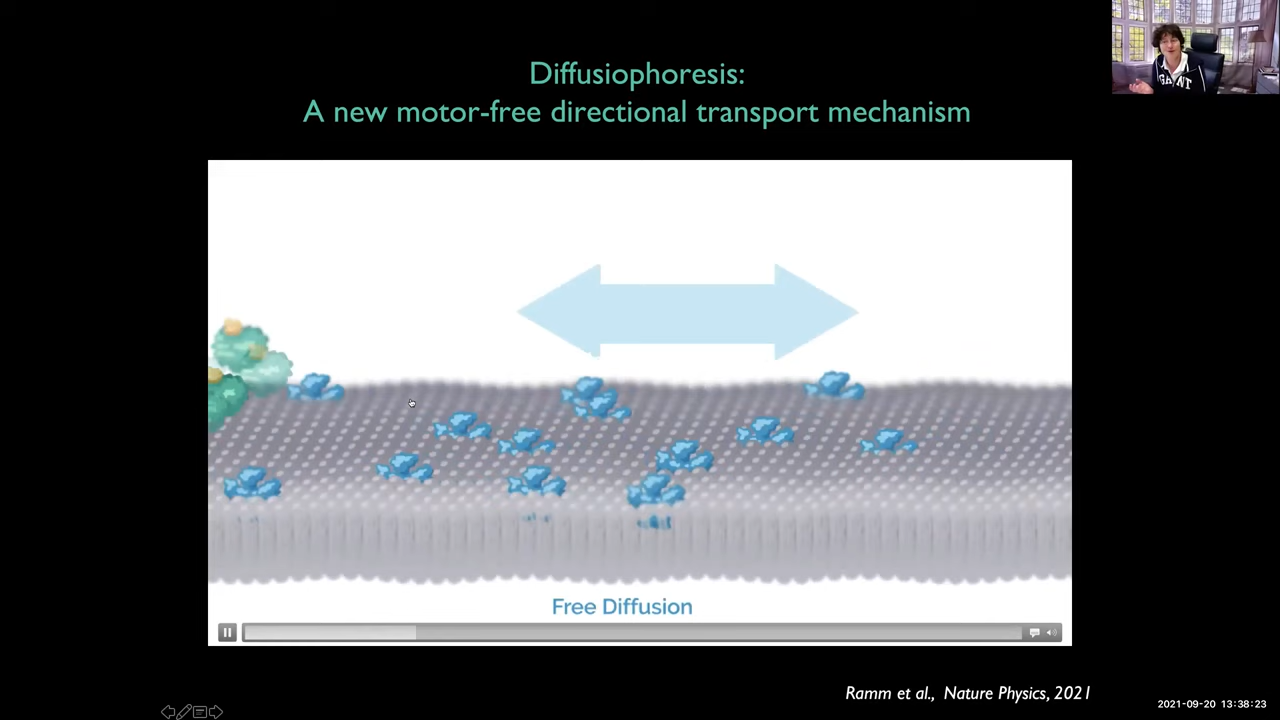 Diffusiophoresis:
A new motor-free directional transport mechanism
Free Diffusion
Ramm et al., Nature Physics, 2021
2021-09-20 13:38:23